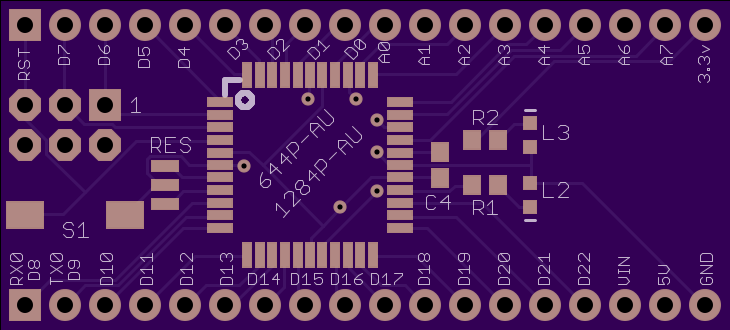 RST D7 D6 D5 D4 D3 D2 D1 D0 A0 A1 A2 A3 A4 A5 A6 A7 3.3v
1
RES
644P-AU
1284P-AU
R2
L3
C4
R1
L2
S1
RX0 TX0
D8 D9 D10 D11 D12 D13 D14 D15 D16 D17 D18 D19 D20 D21 D22 VIN 5V GND